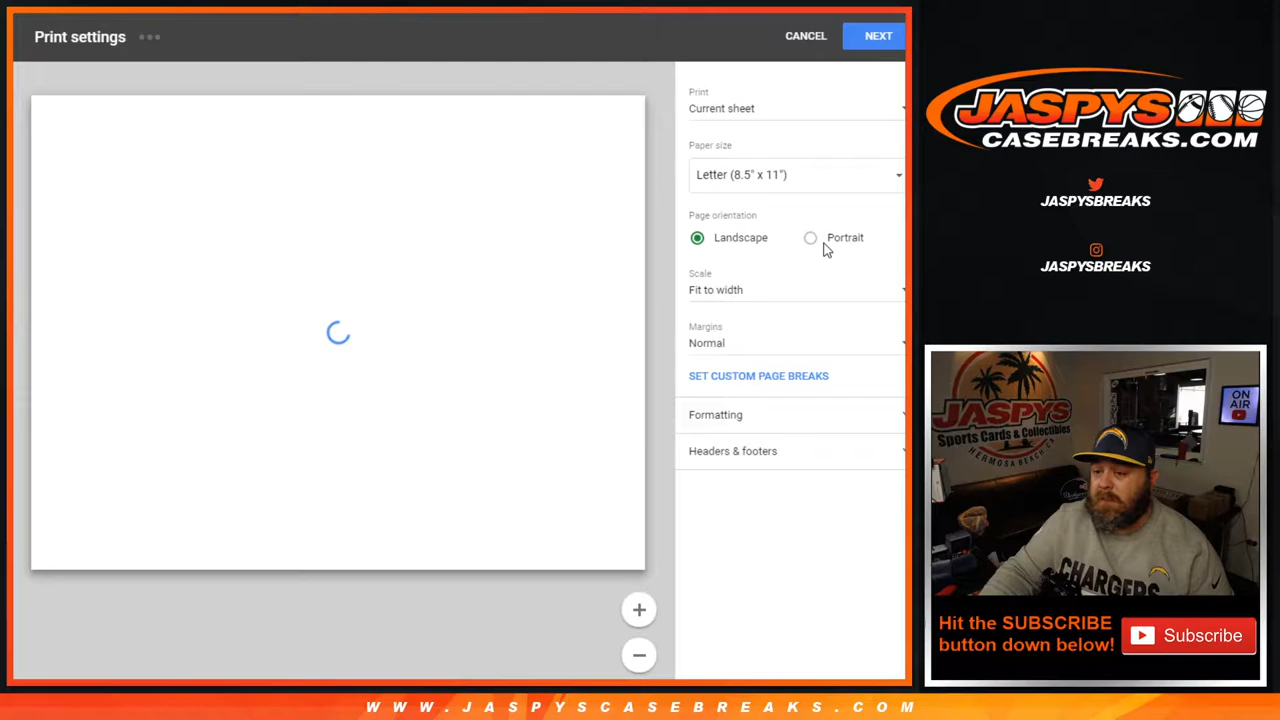 Print settings
CANCEL
NEXT
Print
Current sheet
Paper size
Letter (8.5" x 11")
Page orientation
Landscape
Portrait
Scale
Fit to width
Margins
Normal
SET CUSTOM PAGE BREAKS
Formatting
Headers & footers
JASPYS
CASEBREAKS.COM
JASPYSBREAKS
JASPYSBREAKS
JASPYS
Sports Cards & Collectibles
HERMOSA BEACH, CA
ON
AIR
CHARGERS
Hit the SUBSCRIBE
button down below!
Subscribe
WWW.JASPYSCASEBREAKS.COM